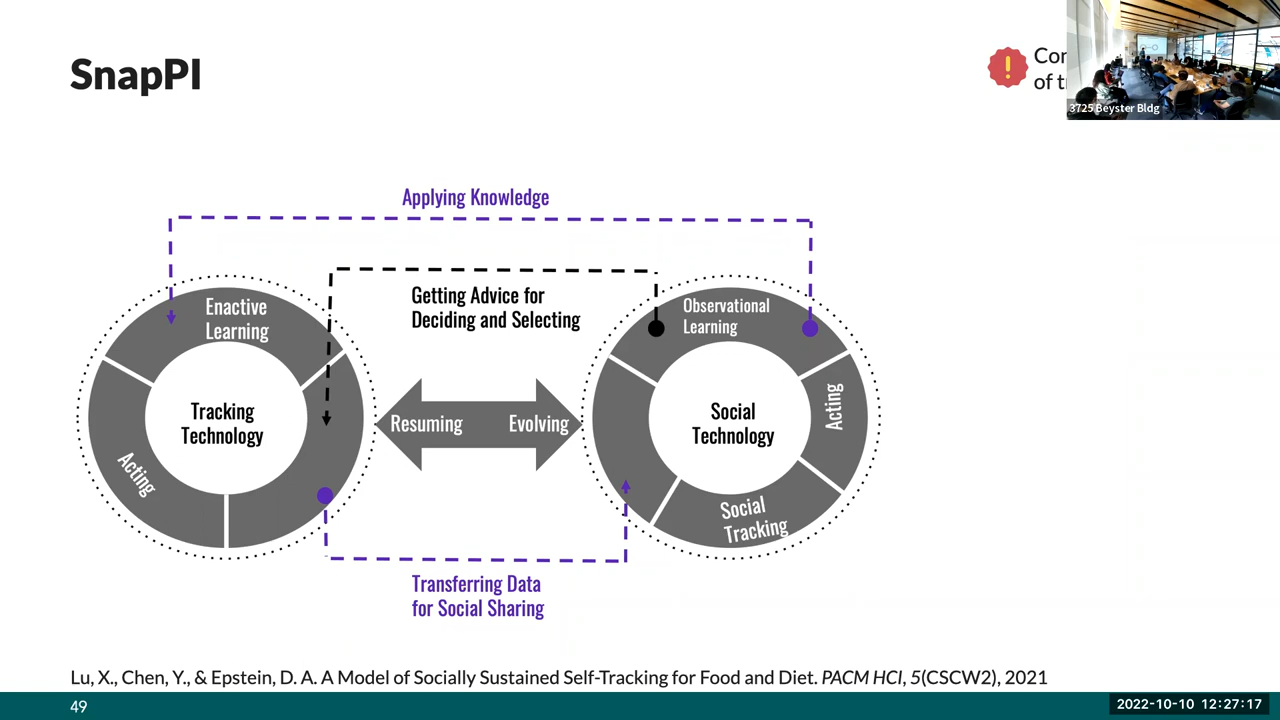 SnapPI
of
3725 Beyster Bldg
Applying Knowledge
Getting Advice for
Deciding and Selecting
Enactive
Learning
Observational
Learning
Tracking
Technology
Resuming
Evolving
Social
Technology
Acting
Acting
Social
Tracking
Transferring Data
for Social Sharing
Lu, X., Chen, Y., & Epstein, D. A. A Model of Socially Sustained Self-Tracking for Food and Diet. PACM HCI, 5(CSCW2), 2021
49
2022-10-10 12:27:17